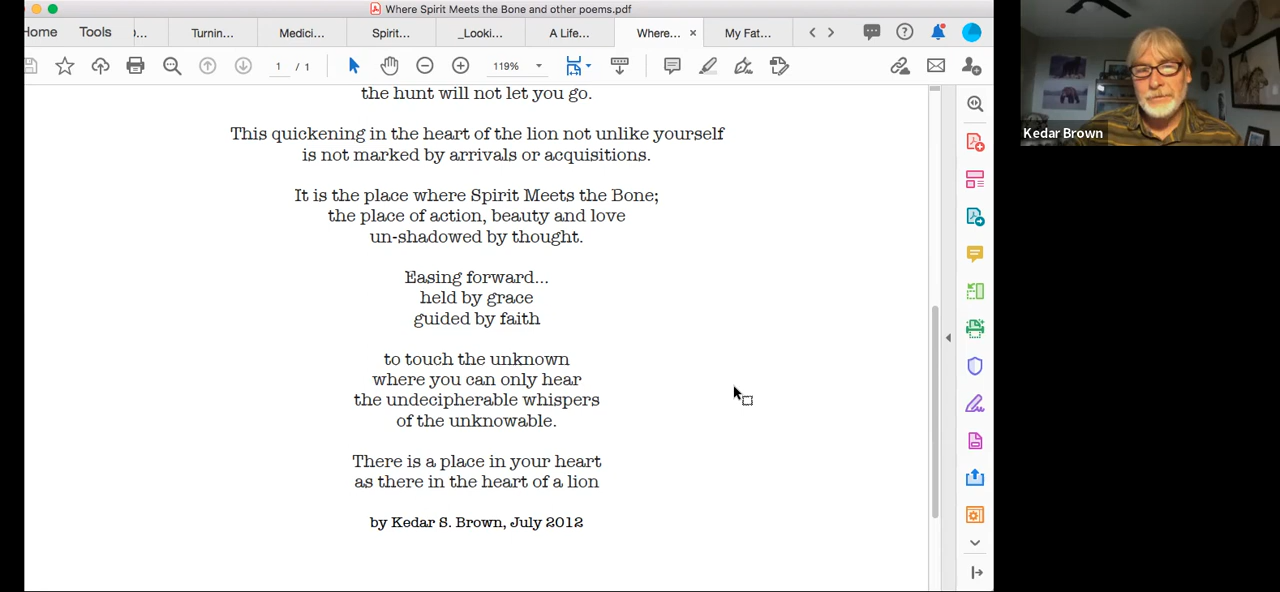 Where Spirit Meets the Bone and other poems.pdf
Home
Tools
...
Turnin...
Medici...
Spirit...
_Looki...
A Life...
Where...
My Fat...
1 / 1
119%
the hunt will not let you go.
This quickening in the heart of the lion not unlike yourself
is not marked by arrivals or acquisitions.
It is the place where Spirit Meets the Bone;
the place of action, beauty and love
un-shadowed by thought.
Easing forward...
held by grace
guided by faith
to touch the unknown
where you can only hear
the undecipherable whispers
of the unknowable.
There is a place in your heart
as there in the heart of a lion
by Kedar S. Brown, July 2012
Kedar Brown